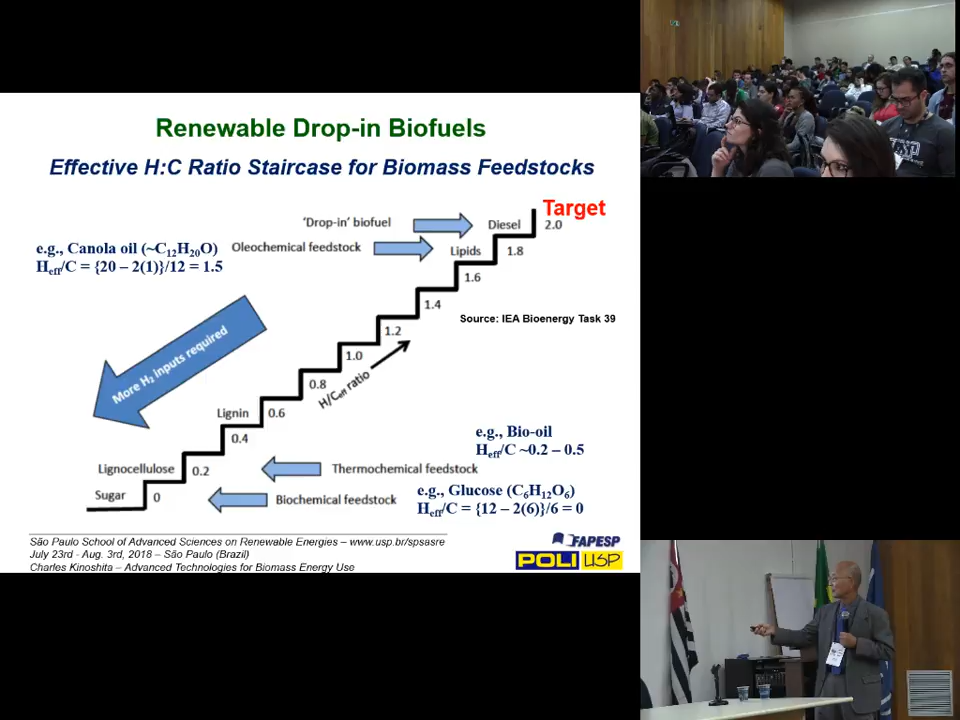 Renewable Drop-in Biofuels
Effective H:C Ratio Staircase for Biomass Feedstocks
Target
'Drop-in' biofuel
Diesel
2.0
e.g., Canola oil (~C12H20O)
Oleochemical feedstock
Lipids
1.8
Heff/C = {20 – 2(1)}/12 = 1.5
1.6
1.4
Source: IEA Bioenergy Task 39
1.2
More H2 inputs required
1.0
H/Ceff ratio
0.8
Lignin
0.6
e.g., Bio-oil
0.4
Heff/C ~0.2 – 0.5
Lignocellulose
0.2
Thermochemical feedstock
Sugar
0
Biochemical feedstock
e.g., Glucose (C6H12O6)
Heff/C = {12 – 2(6)}/6 = 0
São Paulo School of Advanced Sciences on Renewable Energies – www.usp.br/spsasre
July 23rd - Aug. 3rd, 2018 – São Paulo (Brazil)
Charles Kinoshita – Advanced Technologies for Biomass Energy Use
FAPESP
POLI USP